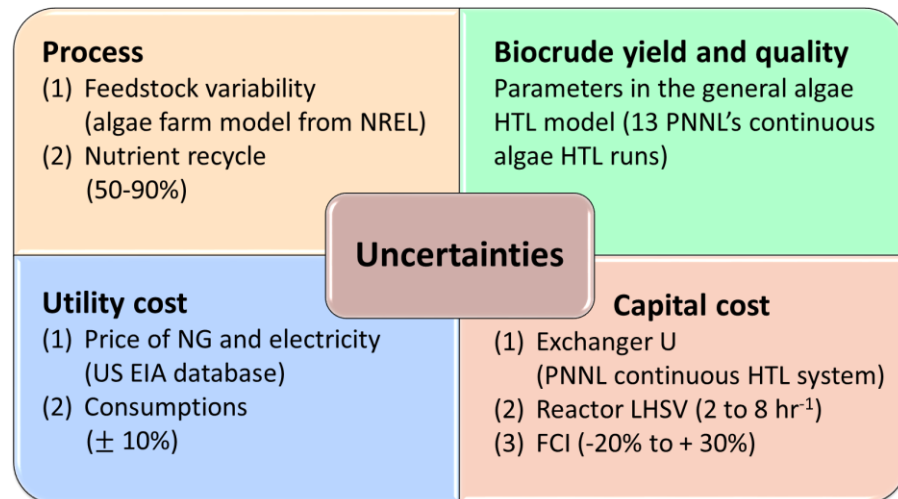 Process
(1) Feedstock variability
(algae farm model from NREL)
(2) Nutrient recycle
(50-90%)
Biocrude yield and quality
Parameters in the general algae
HTL model (13 PNNL’s continuous
algae HTL runs)
Uncertainties
Utility cost
(1) Price of NG and electricity
(US EIA database)
(2) Consumptions
(± 10%)
Capital cost
(1) Exchanger U
(PNNL continuous HTL system)
(2) Reactor LHSV (2 to 8 hr⁻¹)
(3) FCI (-20% to + 30%)